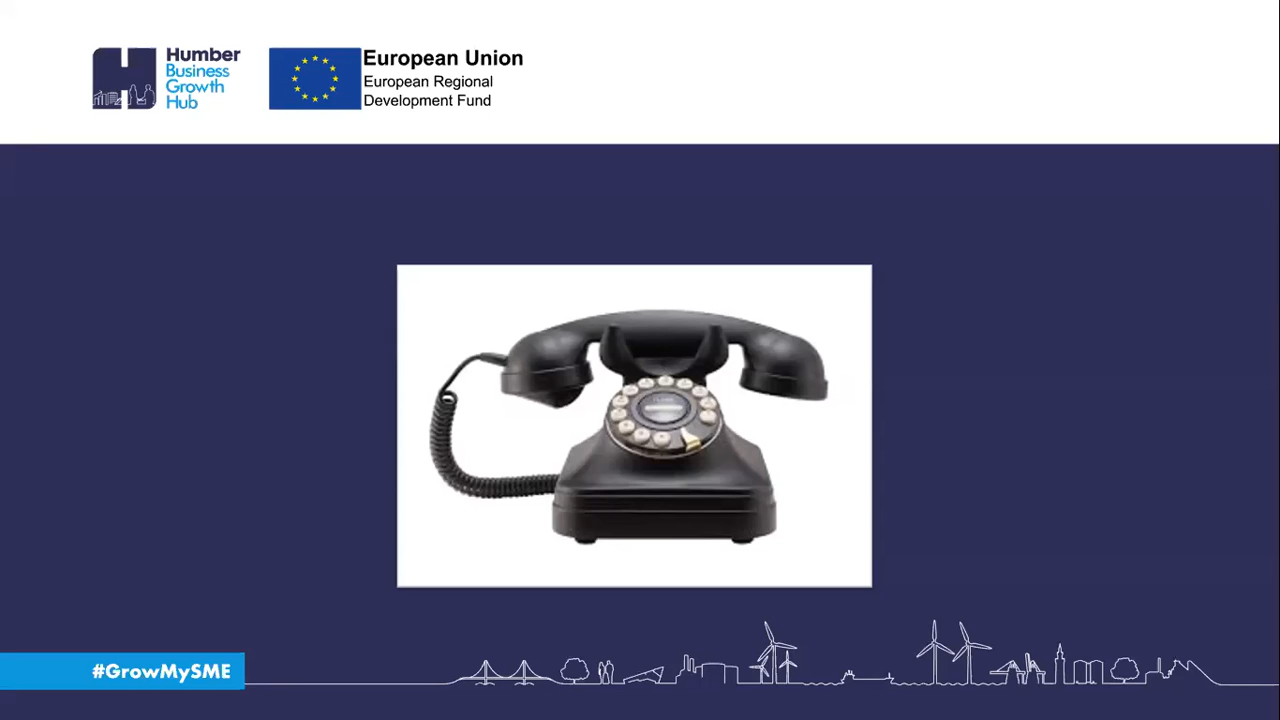 Humber
Business
Growth
Hub
European Union
European Regional
Development Fund
#GrowMySME